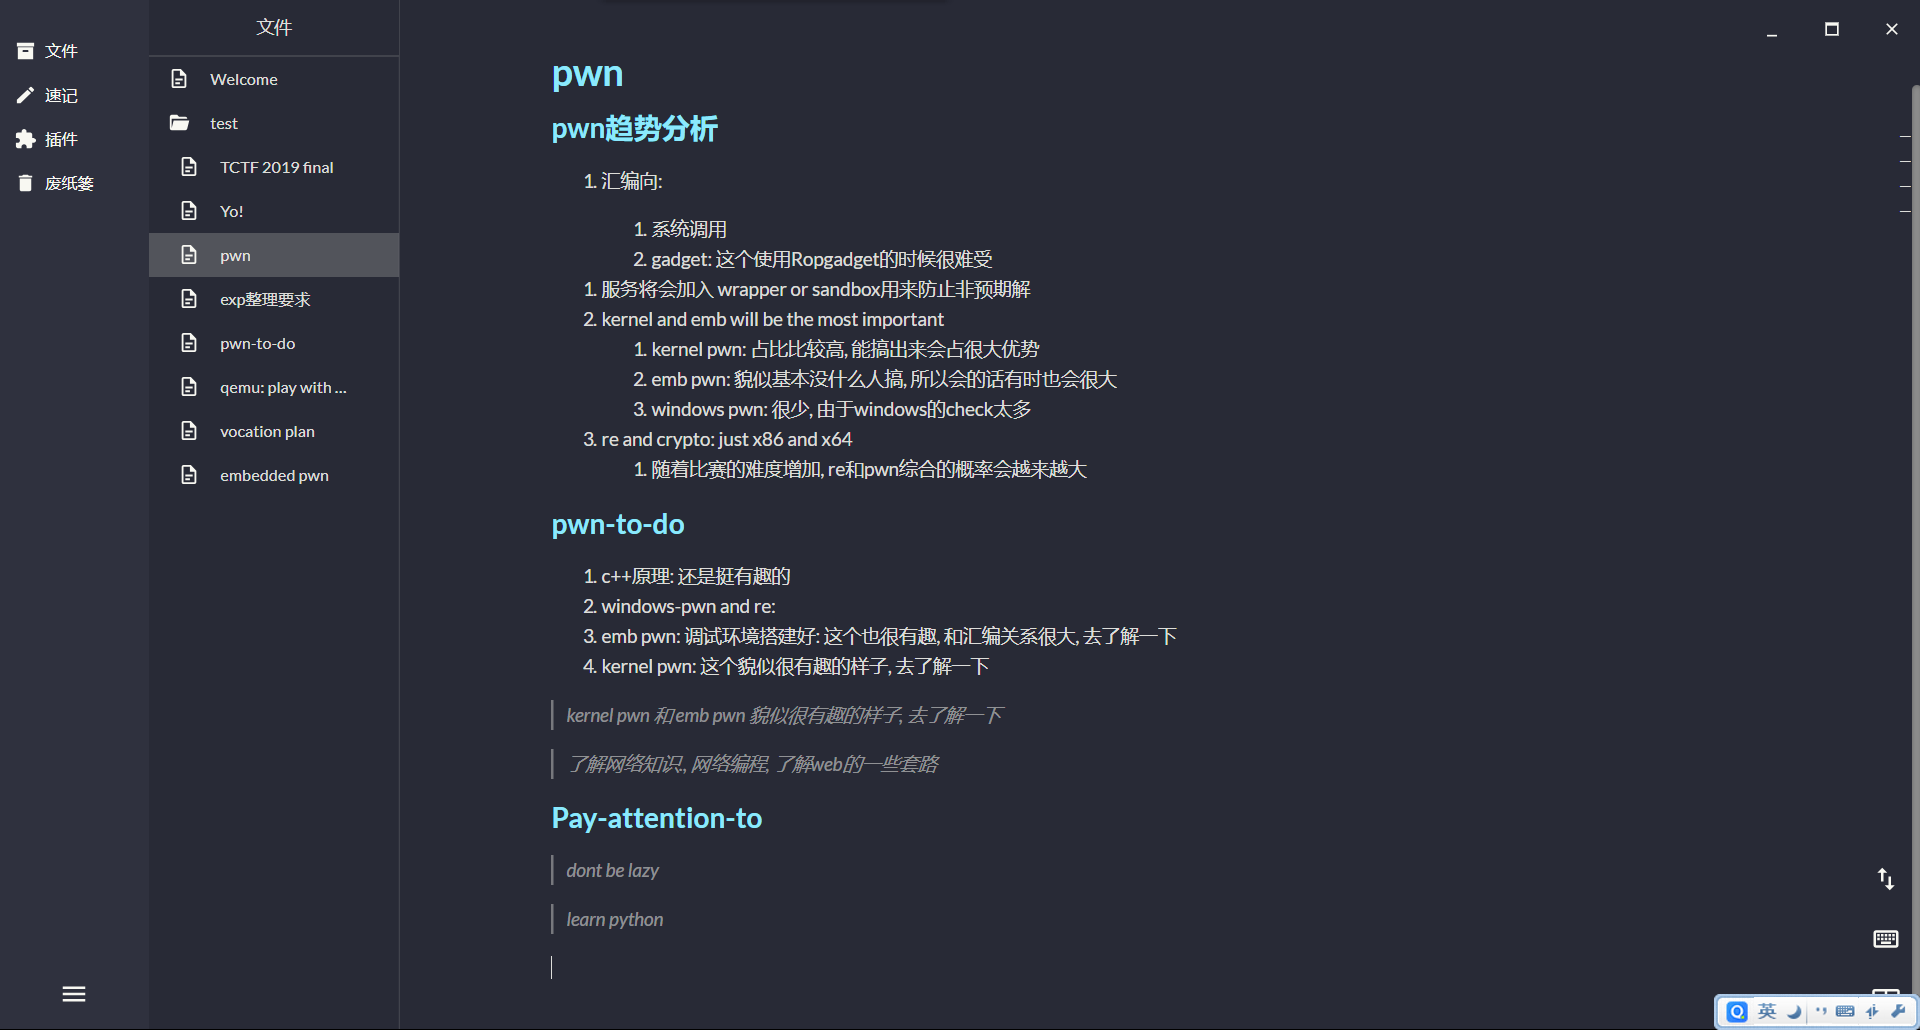 文件
速记
插件
废纸篓
文件
Welcome
test
TCTF 2019 final
Yo!
pwn
exp整理要求
pwn-to-do
qemu: play with ...
vocation plan
embedded pwn
pwn
pwn趋势分析
1. 汇编向:
1. 系统调用
2. gadget: 这个使用Ropgadget的时候很难受
1. 服务将会加入 wrapper or sandbox用来防止非预期解
2. kernel and emb will be the most important
1. kernel pwn: 占比比较高, 能搞出来会占很大优势
2. emb pwn: 貌似基本没什么人搞, 所以会的话有时也会很大
3. windows pwn: 很少, 由于windows的check太多
3. re and crypto: just x86 and x64
1. 随着比赛的难度增加, re和pwn综合的概率会越来越大
pwn-to-do
1. c++原理: 还是挺有趣的
2. windows-pwn and re:
3. emb pwn: 调试环境搭建好: 这个也很有趣, 和汇编关系很大, 去了解一下
4. kernel pwn: 这个貌似很有趣的样子, 去了解一下
kernel pwn 和emb pwn 貌似很有趣的样子, 去了解一下
了解网络知识., 网络编程, 了解web的一些套路
Pay-attention-to
dont be lazy
learn python
英